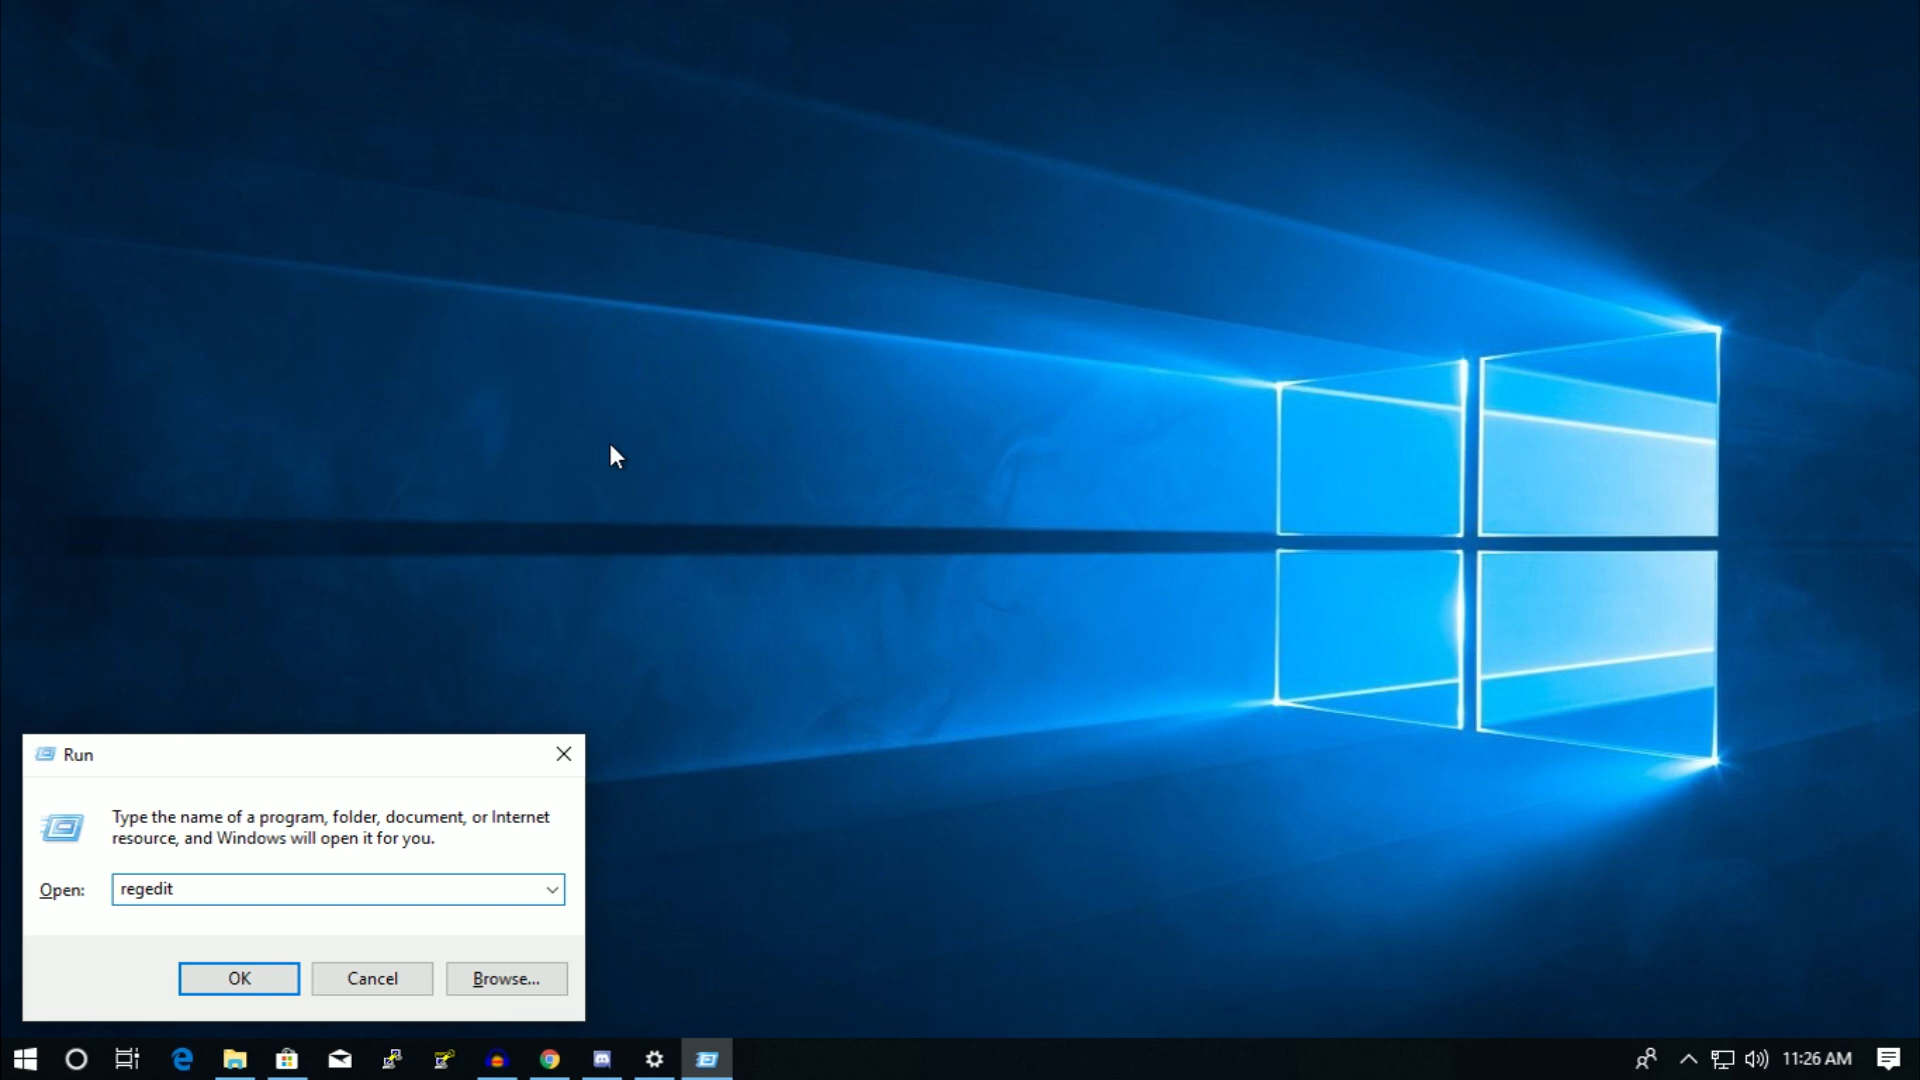 Run
Type the name of a program, folder, document, or Internet
resource, and Windows will open it for you.
Open:
regedit
OK
Cancel
Browse...
11:26 AM